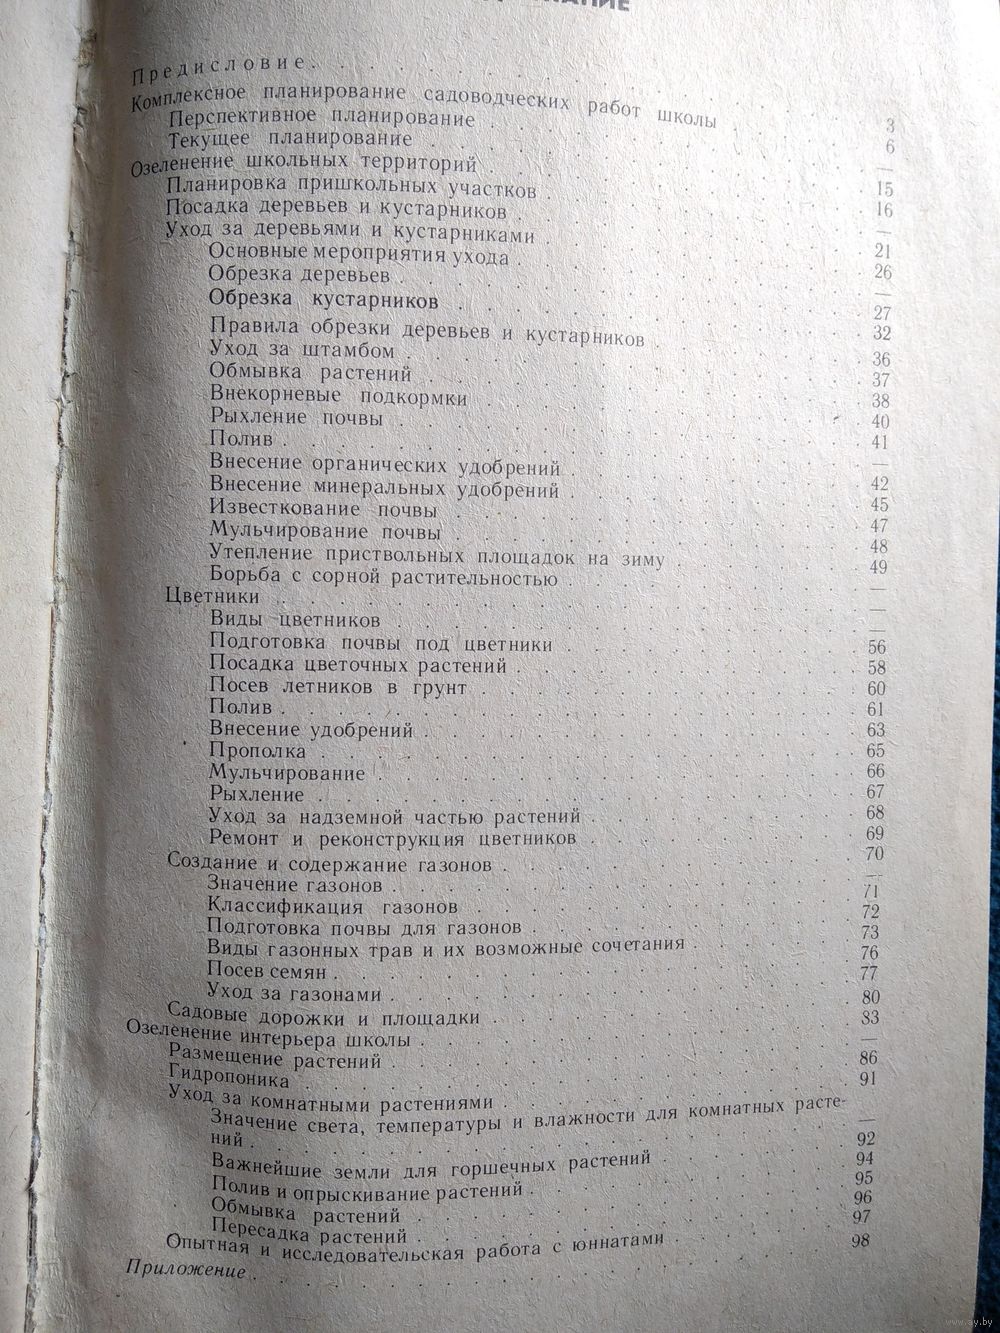 Предисловие . . . 3
Комплексное планирование садоводческих работ школы . 6
Перспективное планирование . . . —
Текущее планирование . . . 15
Озеленение школьных территорий . . . 16
Планировка пришкольных участков . . . —
Посадка деревьев и кустарников . . . 21
Уход за деревьями и кустарниками . . . 26
Основные мероприятия ухода . . . —
Обрезка деревьев . . . 27
Обрезка кустарников . . . 32
Правила обрезки деревьев и кустарников . . . 36
Уход за штамбом . . . 37
Обмывка растений . . . 38
Внекорневые подкормки . . . 40
Рыхление почвы . . . 41
Полив . . . —
Внесение органических удобрений . . . 42
Внесение минеральных удобрений . . . 45
Известкование почвы . . . 47
Мульчирование почвы . . . 48
Утепление приствольных площадок на зиму . . . 49
Борьба с сорной растительностью . . . —
Цветники . . . —
Виды цветников . . . —
Подготовка почвы под цветники . . . 56
Посадка цветочных растений . . . 58
Посев летников в грунт . . . 60
Полив . . . 61
Внесение удобрений . . . 63
Прополка . . . 65
Мульчирование . . . 66
Рыхление . . . 67
Уход за надземной частью растений . . . 68
Ремонт и реконструкция цветников . . . 69
Создание и содержание газонов . . . 70
Значение газонов . . . —
Классификация газонов . . . 71
Подготовка почвы для газонов . . . 72
Виды газонных трав и их возможные сочетания . . . 73
Посев семян . . . 76
Уход за газонами . . . 77
Садовые дорожки и площадки . . . 80
Озеленение интерьера школы . . . 83
Размещение растений . . . —
Гидропоника . . . 86
Уход за комнатными растениями . . . 91
Значение света, температуры и влажности для комнатных расте-
ний . . . —
Важнейшие земли для горшечных растений . . . 92
Полив и опрыскивание растений . . . 94
Обмывка растений . . . 95
Пересадка растений . . . 96
Опытная и исследовательская работа с юннатами . . . 97
Приложение . . . 98
www.ay.by